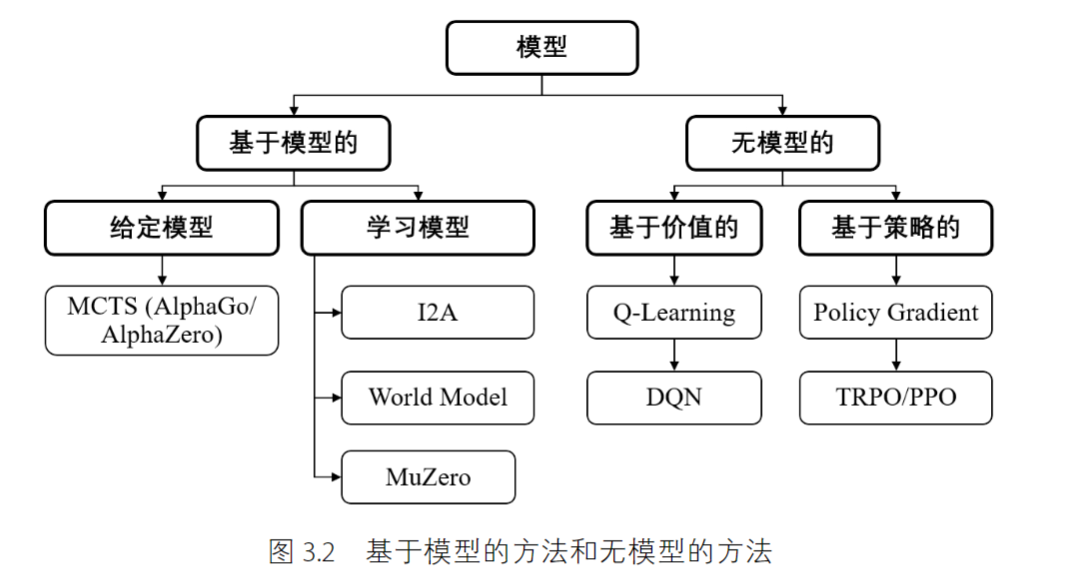 模型
基于模型的
无模型的
给定模型
学习模型
基于价值的
基于策略的
MCTS (AlphaGo/
AlphaZero)
I2A
Q-Learning
Policy Gradient
World Model
DQN
TRPO/PPO
MuZero
图 3.2 基于模型的方法和无模型的方法